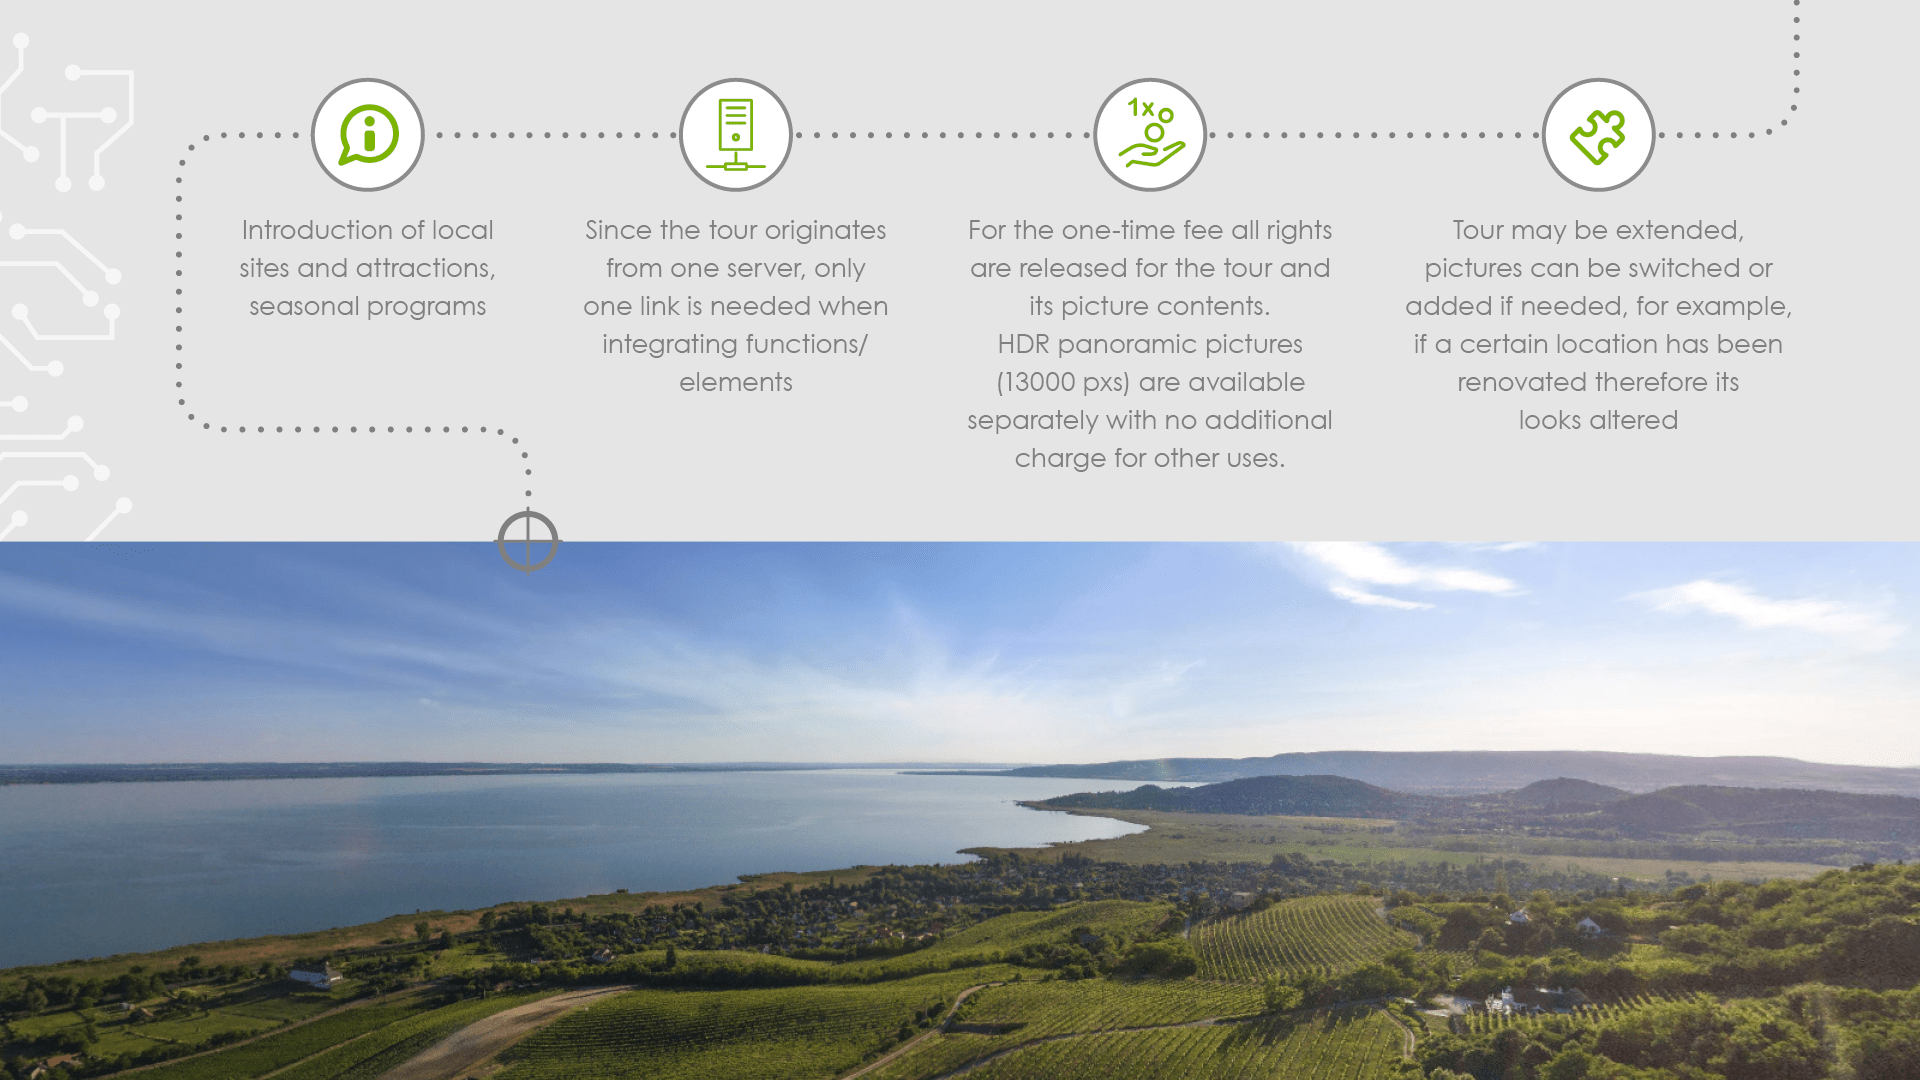 Introduction of local
sites and attractions,
seasonal programs
Since the tour originates
from one server, only
one link is needed when
integrating functions/
elements
1x
For the one-time fee all rights
are released for the tour and
its picture contents.
HDR panoramic pictures
(13000 pxs) are available
separately with no additional
charge for other uses.
Tour may be extended,
pictures can be switched or
added if needed, for example,
if a certain location has been
renovated therefore its
looks altered